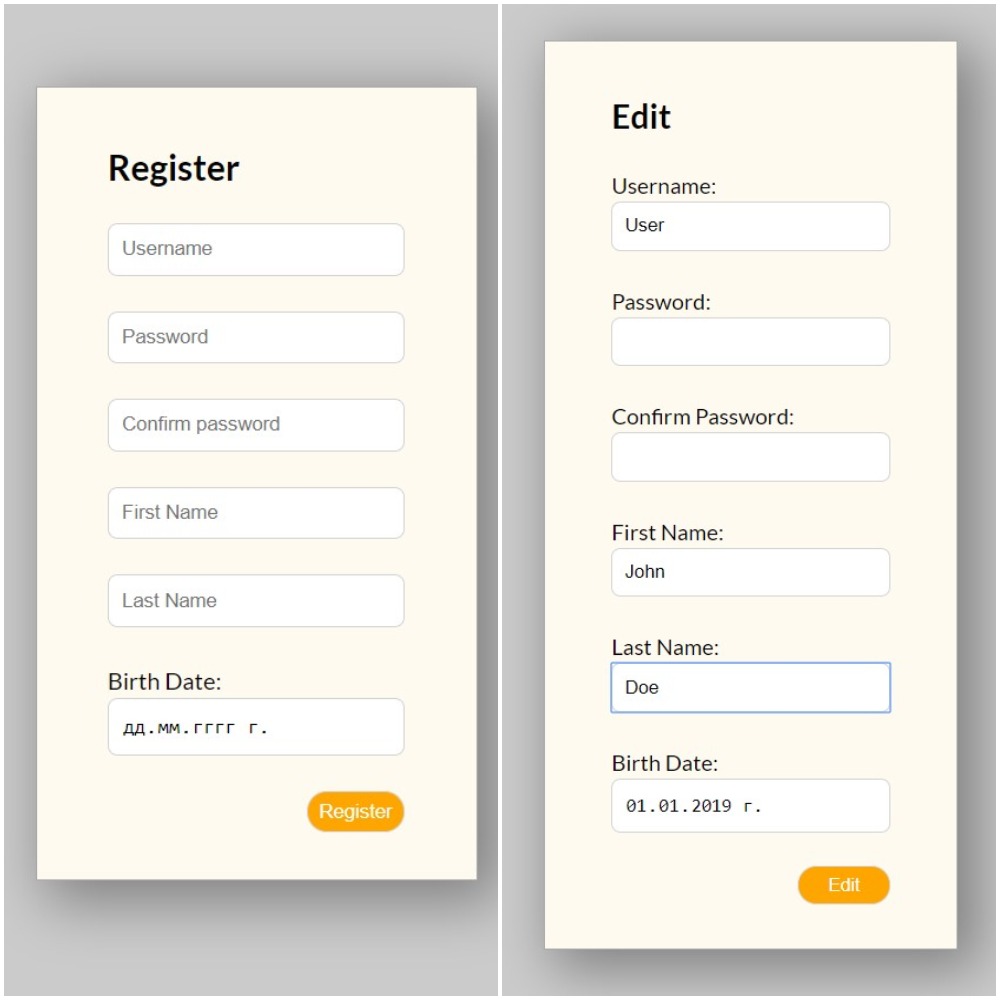 Register
Username
Password
Confirm password
First Name
Last Name
Birth Date:
дд.мм.гггг г.
Register
Edit
Username:
User
Password:
Confirm Password:
First Name:
John
Last Name:
Doe
Birth Date:
01.01.2019 г.
Edit